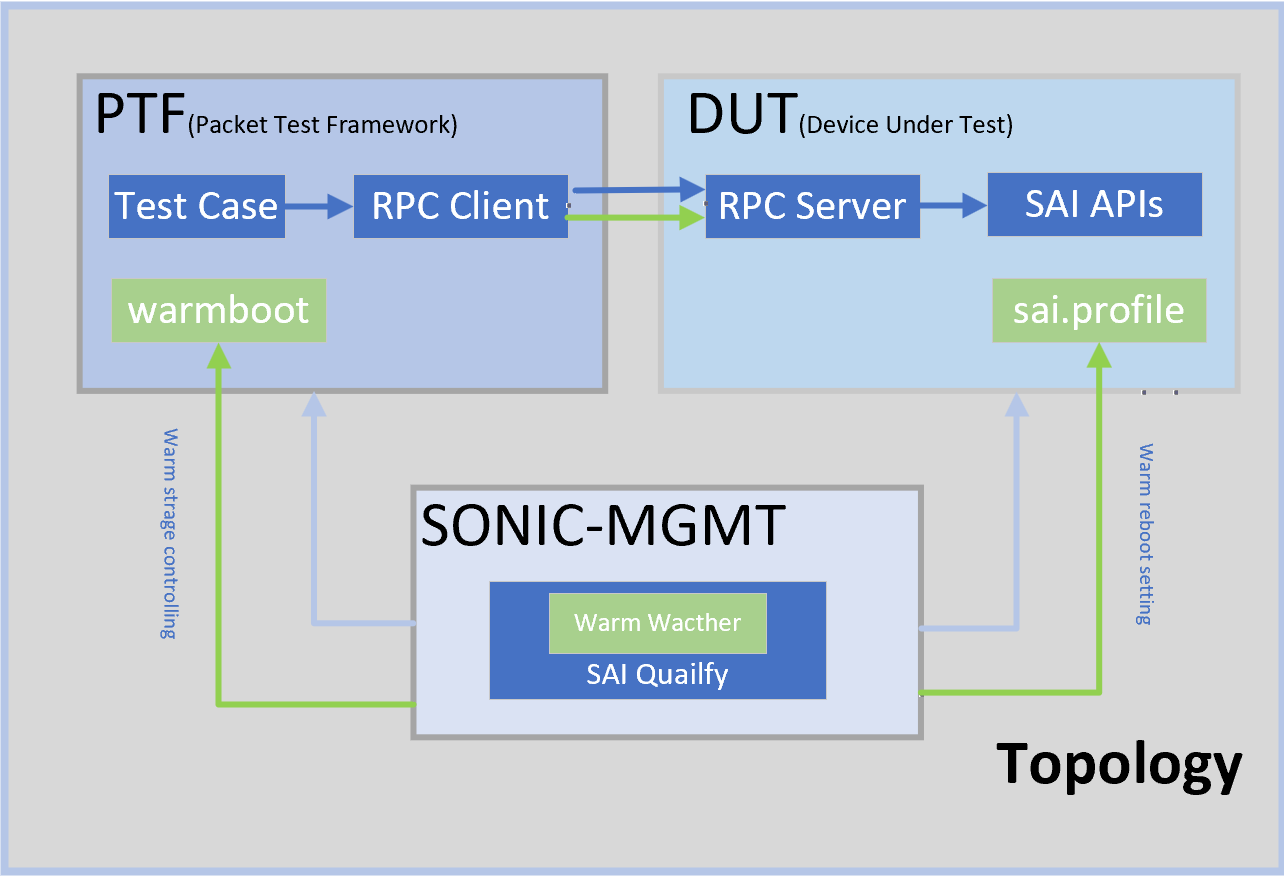 PTF(Packet Test Framework)
Test Case
RPC Client
warmboot
DUT(Device Under Test)
RPC Server
SAI APIs
sai.profile
Warm strage controlling
Warm reboot setting
SONIC-MGMT
Warm Wacther
SAI Quailfy
Topology